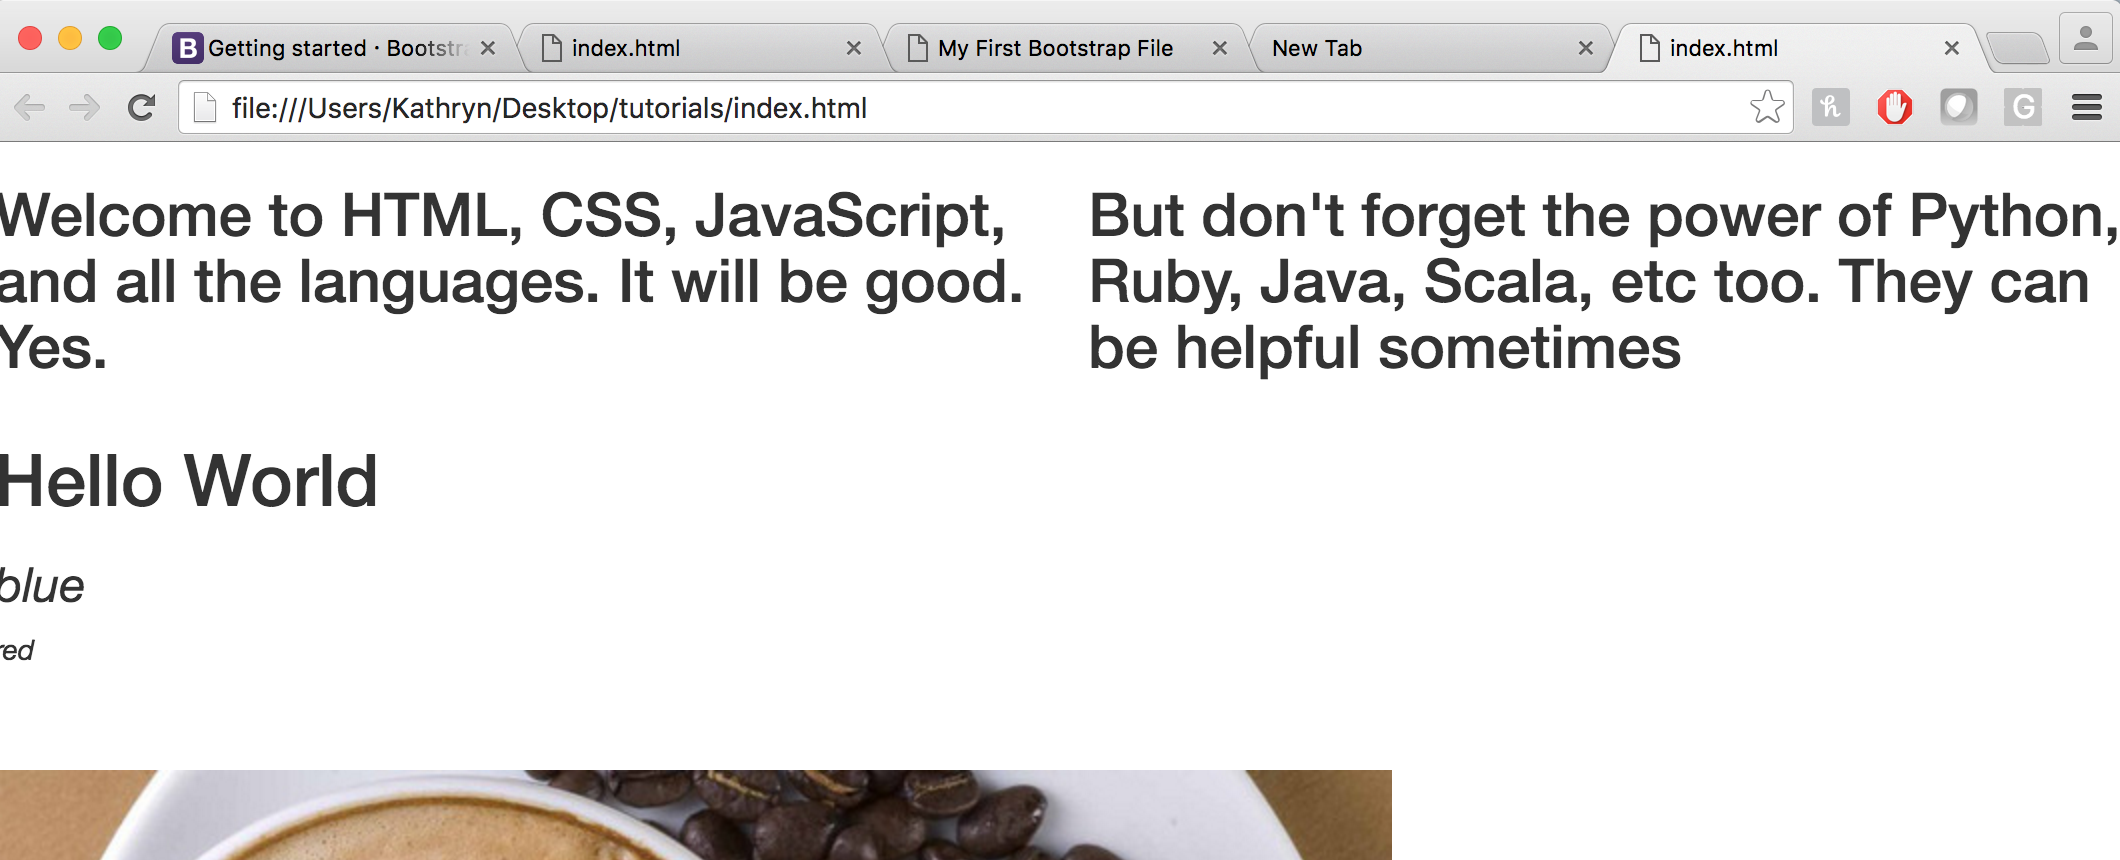 B Getting started · Bootstra
index.html
My First Bootstrap File
New Tab
index.html
file:///Users/Kathryn/Desktop/tutorials/index.html
h
G
Welcome to HTML, CSS, JavaScript,
and all the languages. It will be good.
Yes.
But don't forget the power of Python,
Ruby, Java, Scala, etc too. They can
be helpful sometimes
Hello World
blue
red